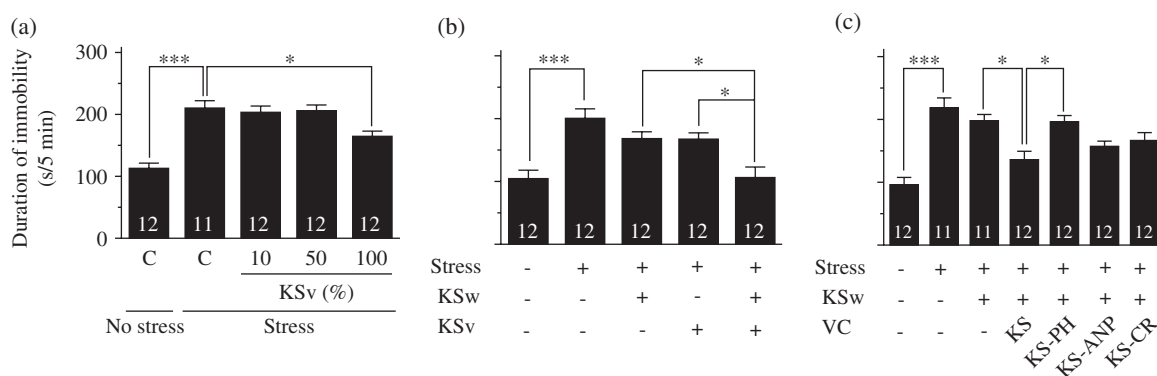 (a)
Duration of immobility
(s/5 min)
300
200
100
0
***
*
12 11 12 12 12
C C 10 50 100
KSv (%)
No stress Stress
(b)
***
*
*
12 12 12 12 12
Stress - + + + +
KSw - - + - +
KSv - - - + +
(c)
***
*
*
12 11 11 12 12 12 12
Stress - + + + + + +
KSw - - + + + + +
VC - - - KS KS-PH KS-ANP KS-CR